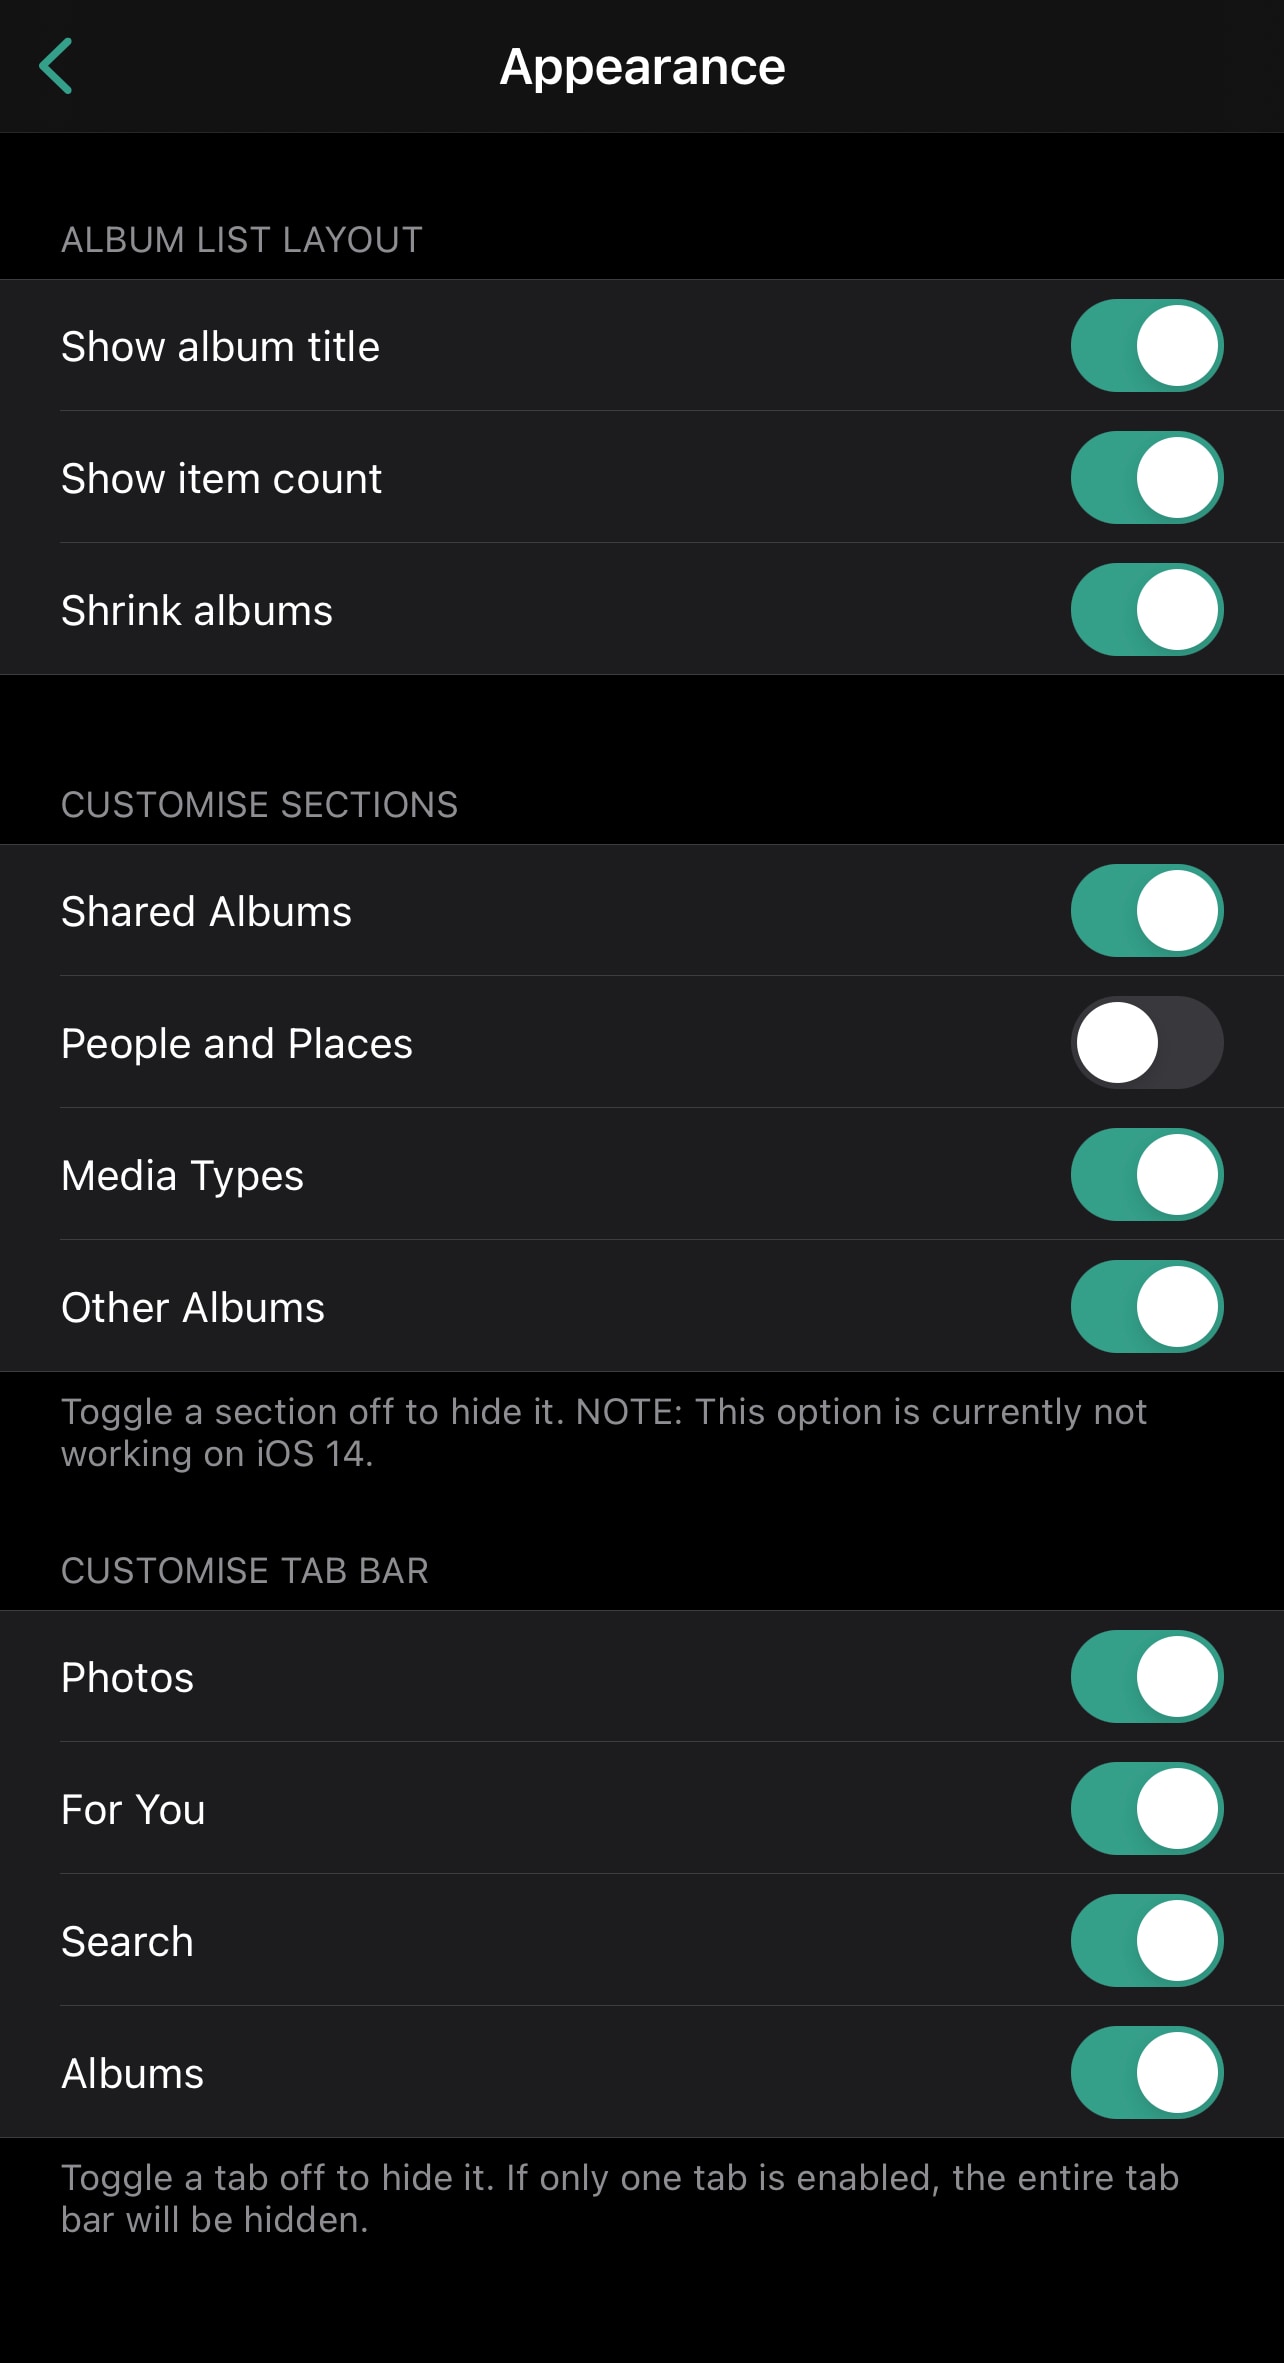 Appearance
ALBUM LIST LAYOUT
Show album title
Show item count
Shrink albums
CUSTOMISE SECTIONS
Shared Albums
People and Places
Media Types
Other Albums
Toggle a section off to hide it. NOTE: This option is currently not
working on iOS 14.
CUSTOMISE TAB BAR
Photos
For You
Search
Albums
Toggle a tab off to hide it. If only one tab is enabled, the entire tab
bar will be hidden.